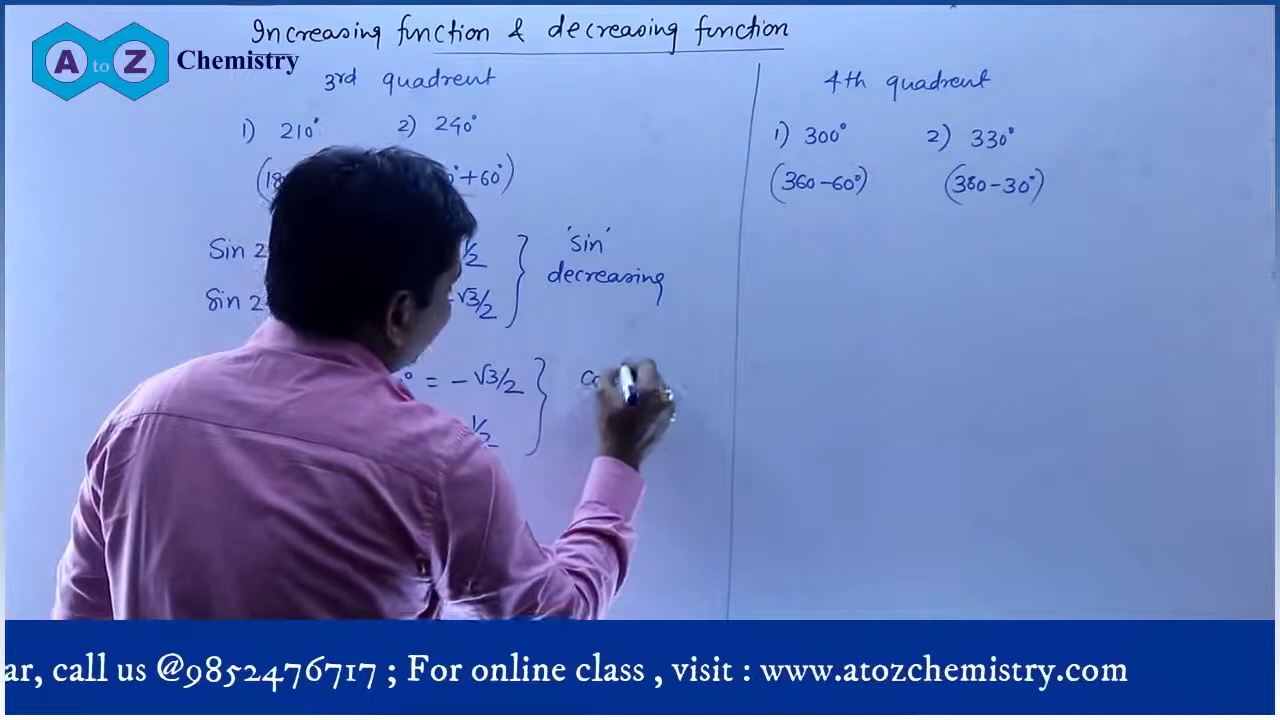 Increasing function & decreasing function
A to Z Chemistry
3rd quadrent
1) 210° 2) 240°
+60°)
Sin 2 1/2
Sin 2 -√3/2
} 'sin'
decreasing
° = - √3/2
1/2
}
4th quadrent
1) 300° 2) 330°
(360-60°) (360-30°)
ar, call us @9852476717 ; For online class , visit : www.atozchemistry.com